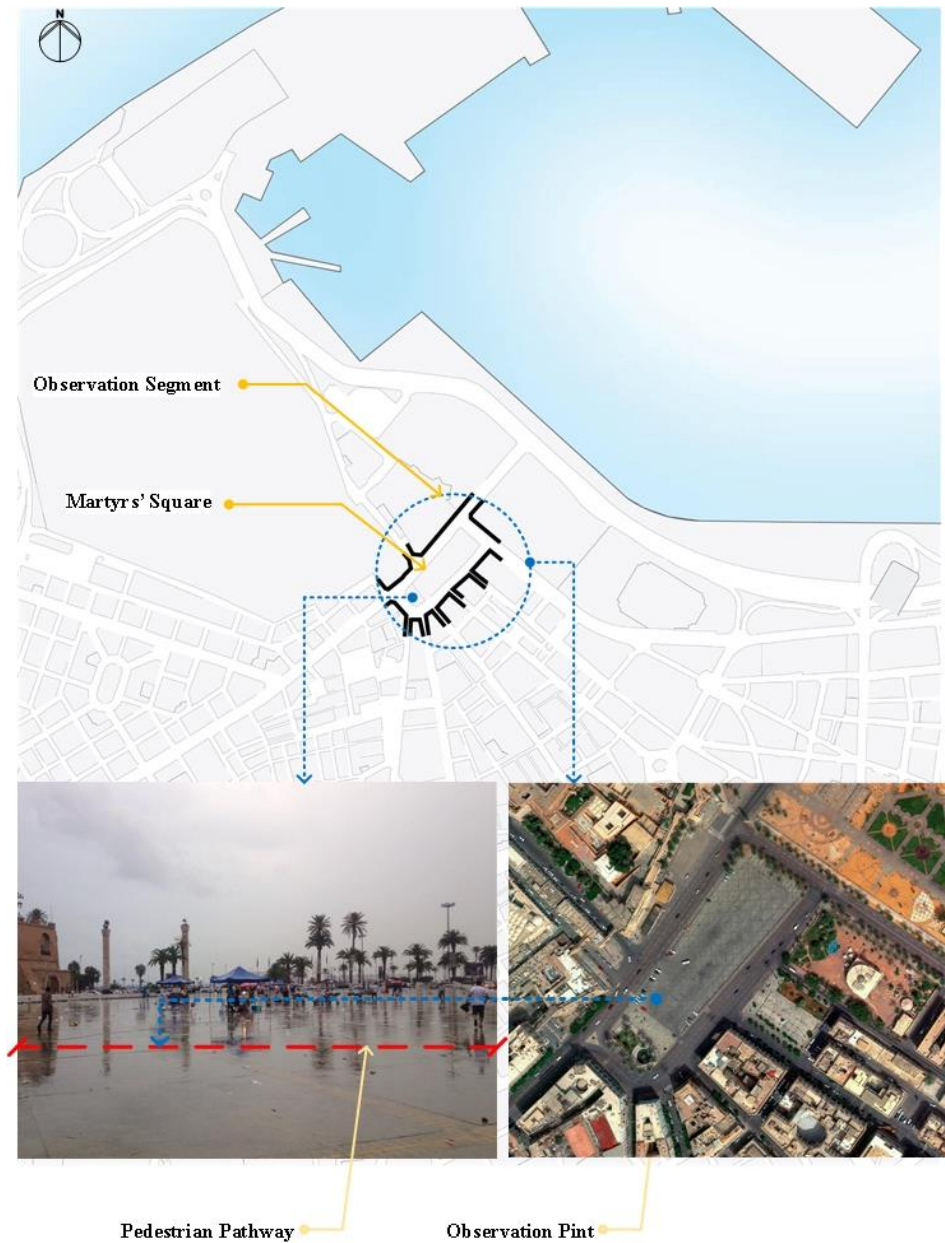 N
Observation Segment
Martyrs' Square
Pedestrian Pathway
Observation Pint